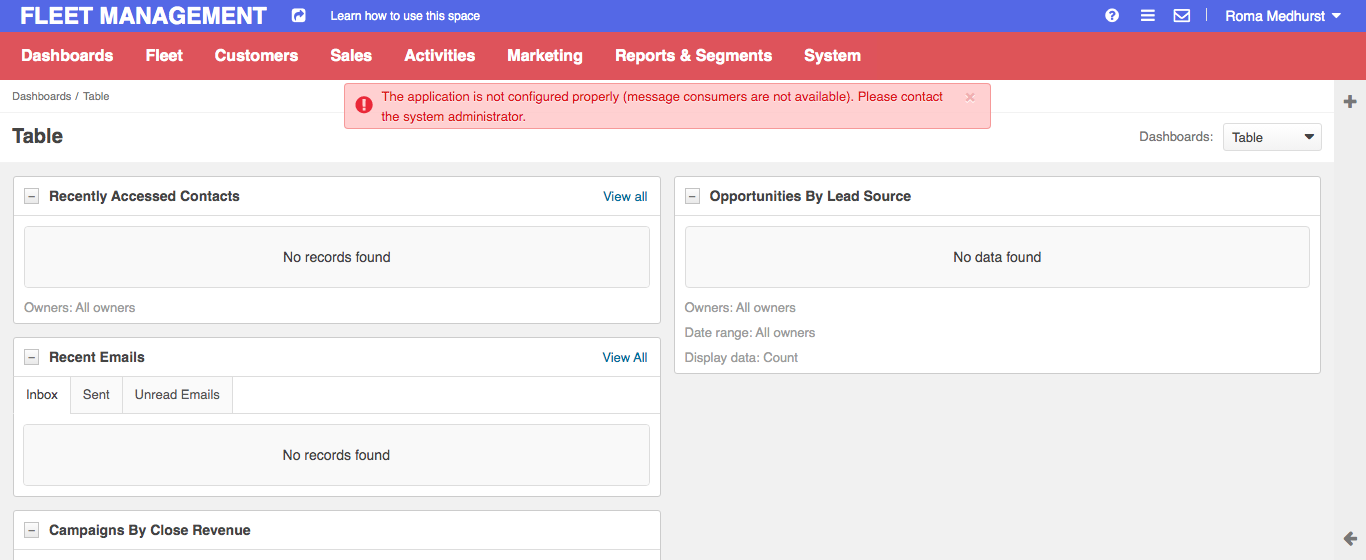 FLEET MANAGEMENT Learn how to use this space Roma Medhurst
Dashboards Fleet Customers Sales Activities Marketing Reports & Segments System
The application is not configured properly (message consumers are not available). Please contact
the system administrator.
Dashboards / Table
Table
Dashboards: Table
Recently Accessed Contacts View all
No records found
Owners: All owners
Opportunities By Lead Source
No data found
Owners: All owners
Date range: All owners
Display data: Count
Recent Emails View All
Inbox Sent Unread Emails
No records found
Campaigns By Close Revenue